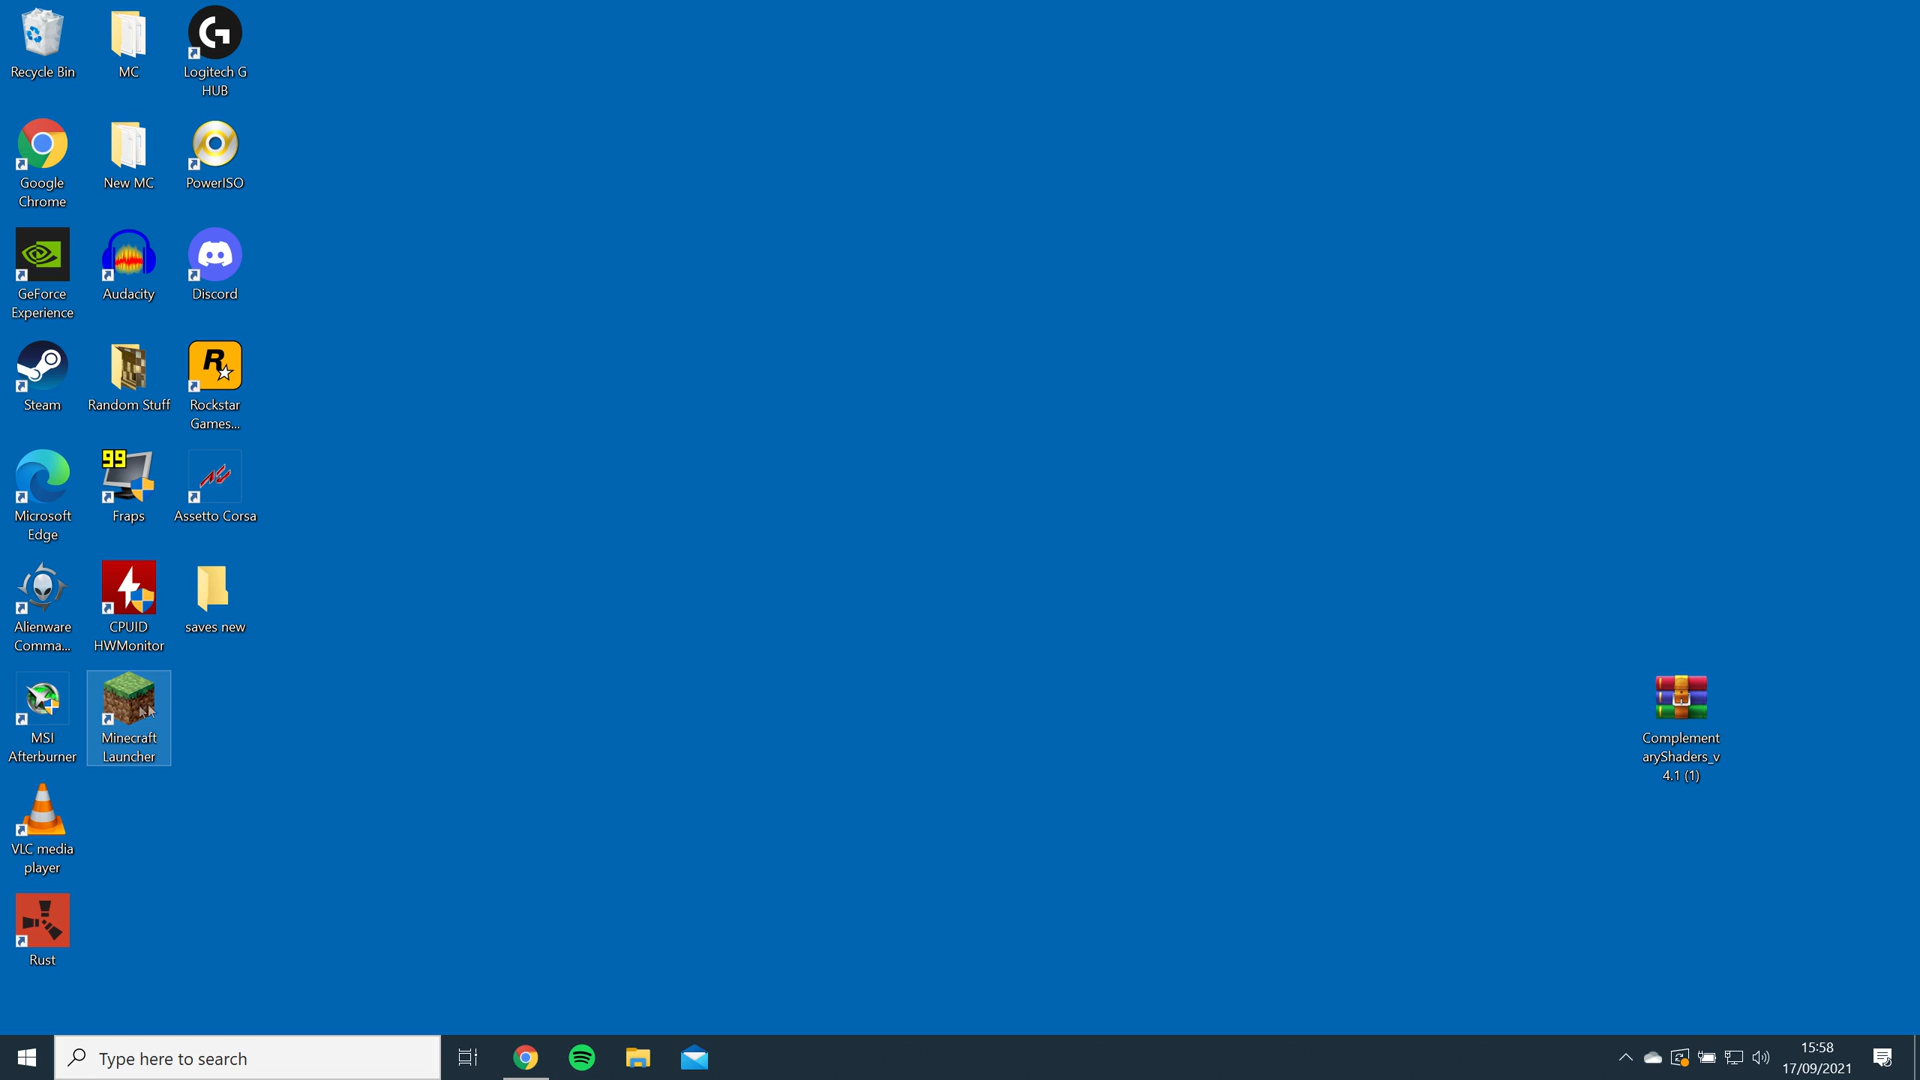 Recycle Bin
MC
Logitech G
HUB
Google
Chrome
New MC
PowerISO
GeForce
Experience
Audacity
Discord
Steam
Random Stuff
R
Rockstar
Games...
Microsoft
Edge
99
Fraps
Assetto Corsa
Alienware
Comma...
CPUID
HWMonitor
saves new
MSI
Afterburner
Minecraft
Launcher
VLC media
player
Rust
Complement
aryShaders_v
4.1 (1)
Type here to search
15:58
17/09/2021